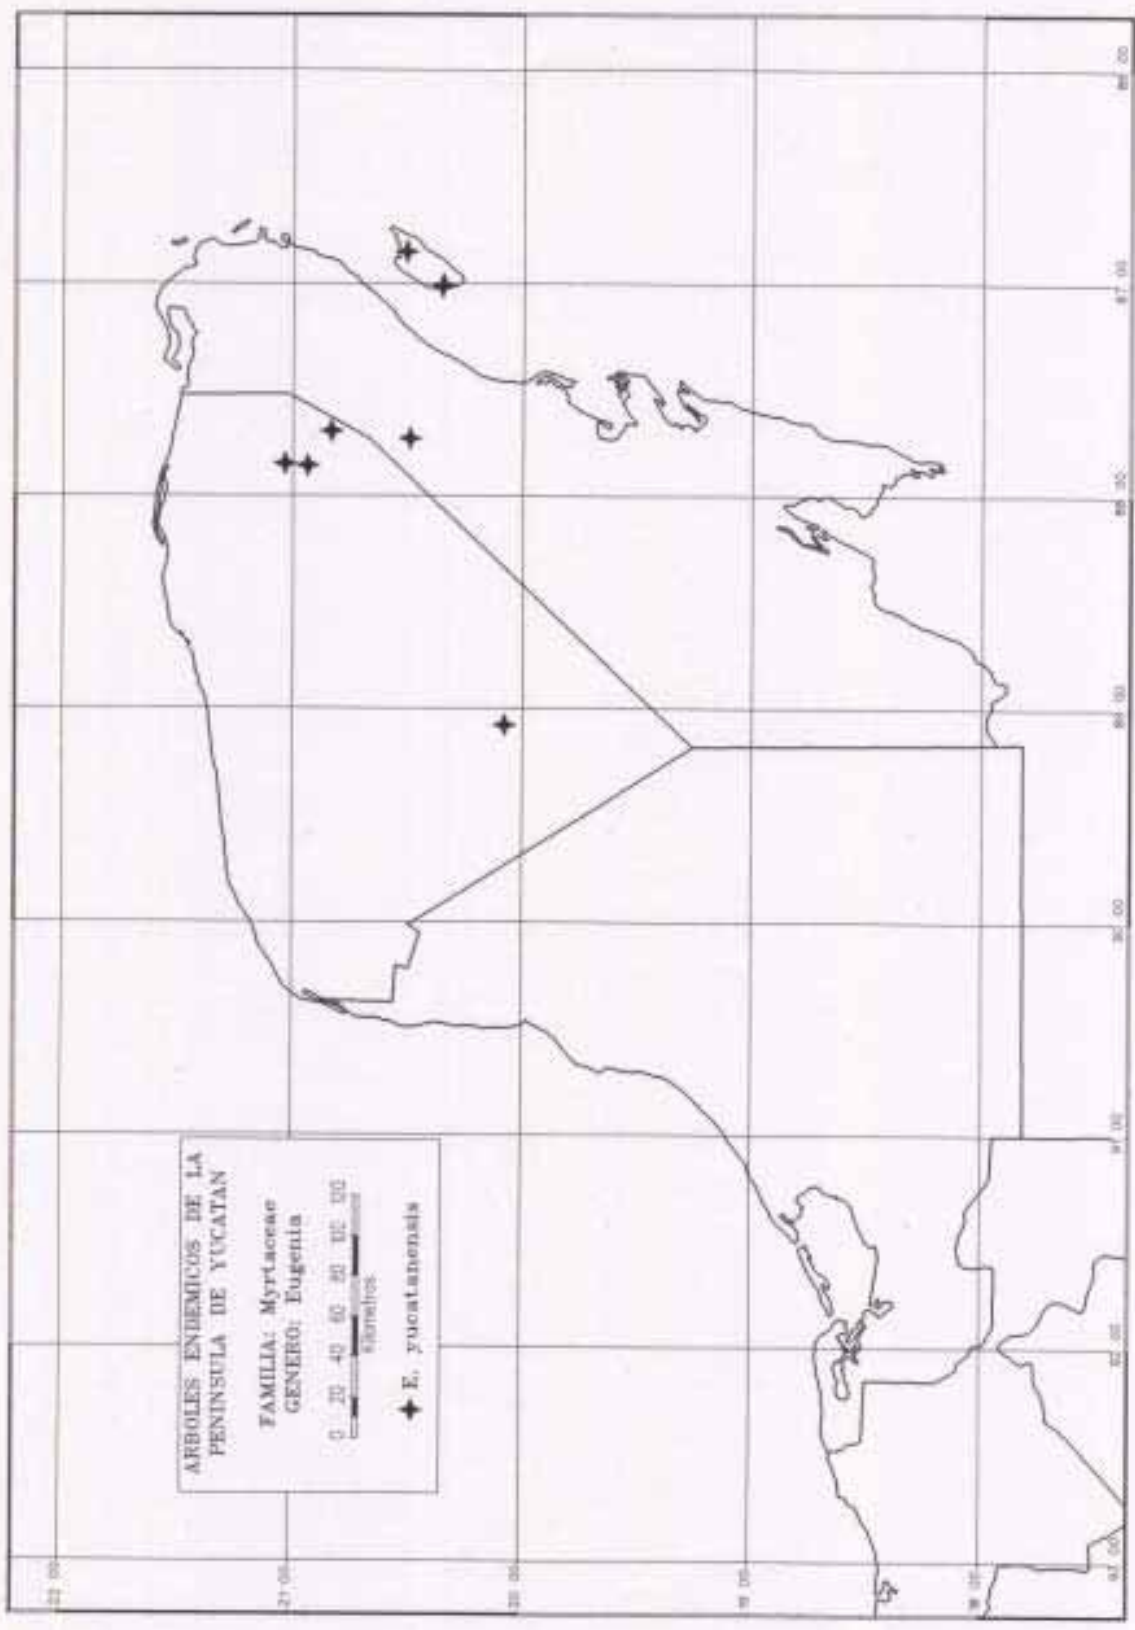 ARBOLES ENDEMICOS DE LA
PENINSULA DE YUCATAN
FAMILIA: Myrtaceae
GENERO: Eugenia
0 20 40 60 80 100 120
Kilometros
E. yucatanensis
22 00
21 00
20 00
19 00
18 00
93 00
92 00
91 00
90 00
89 00
88 00
87 00
86 00